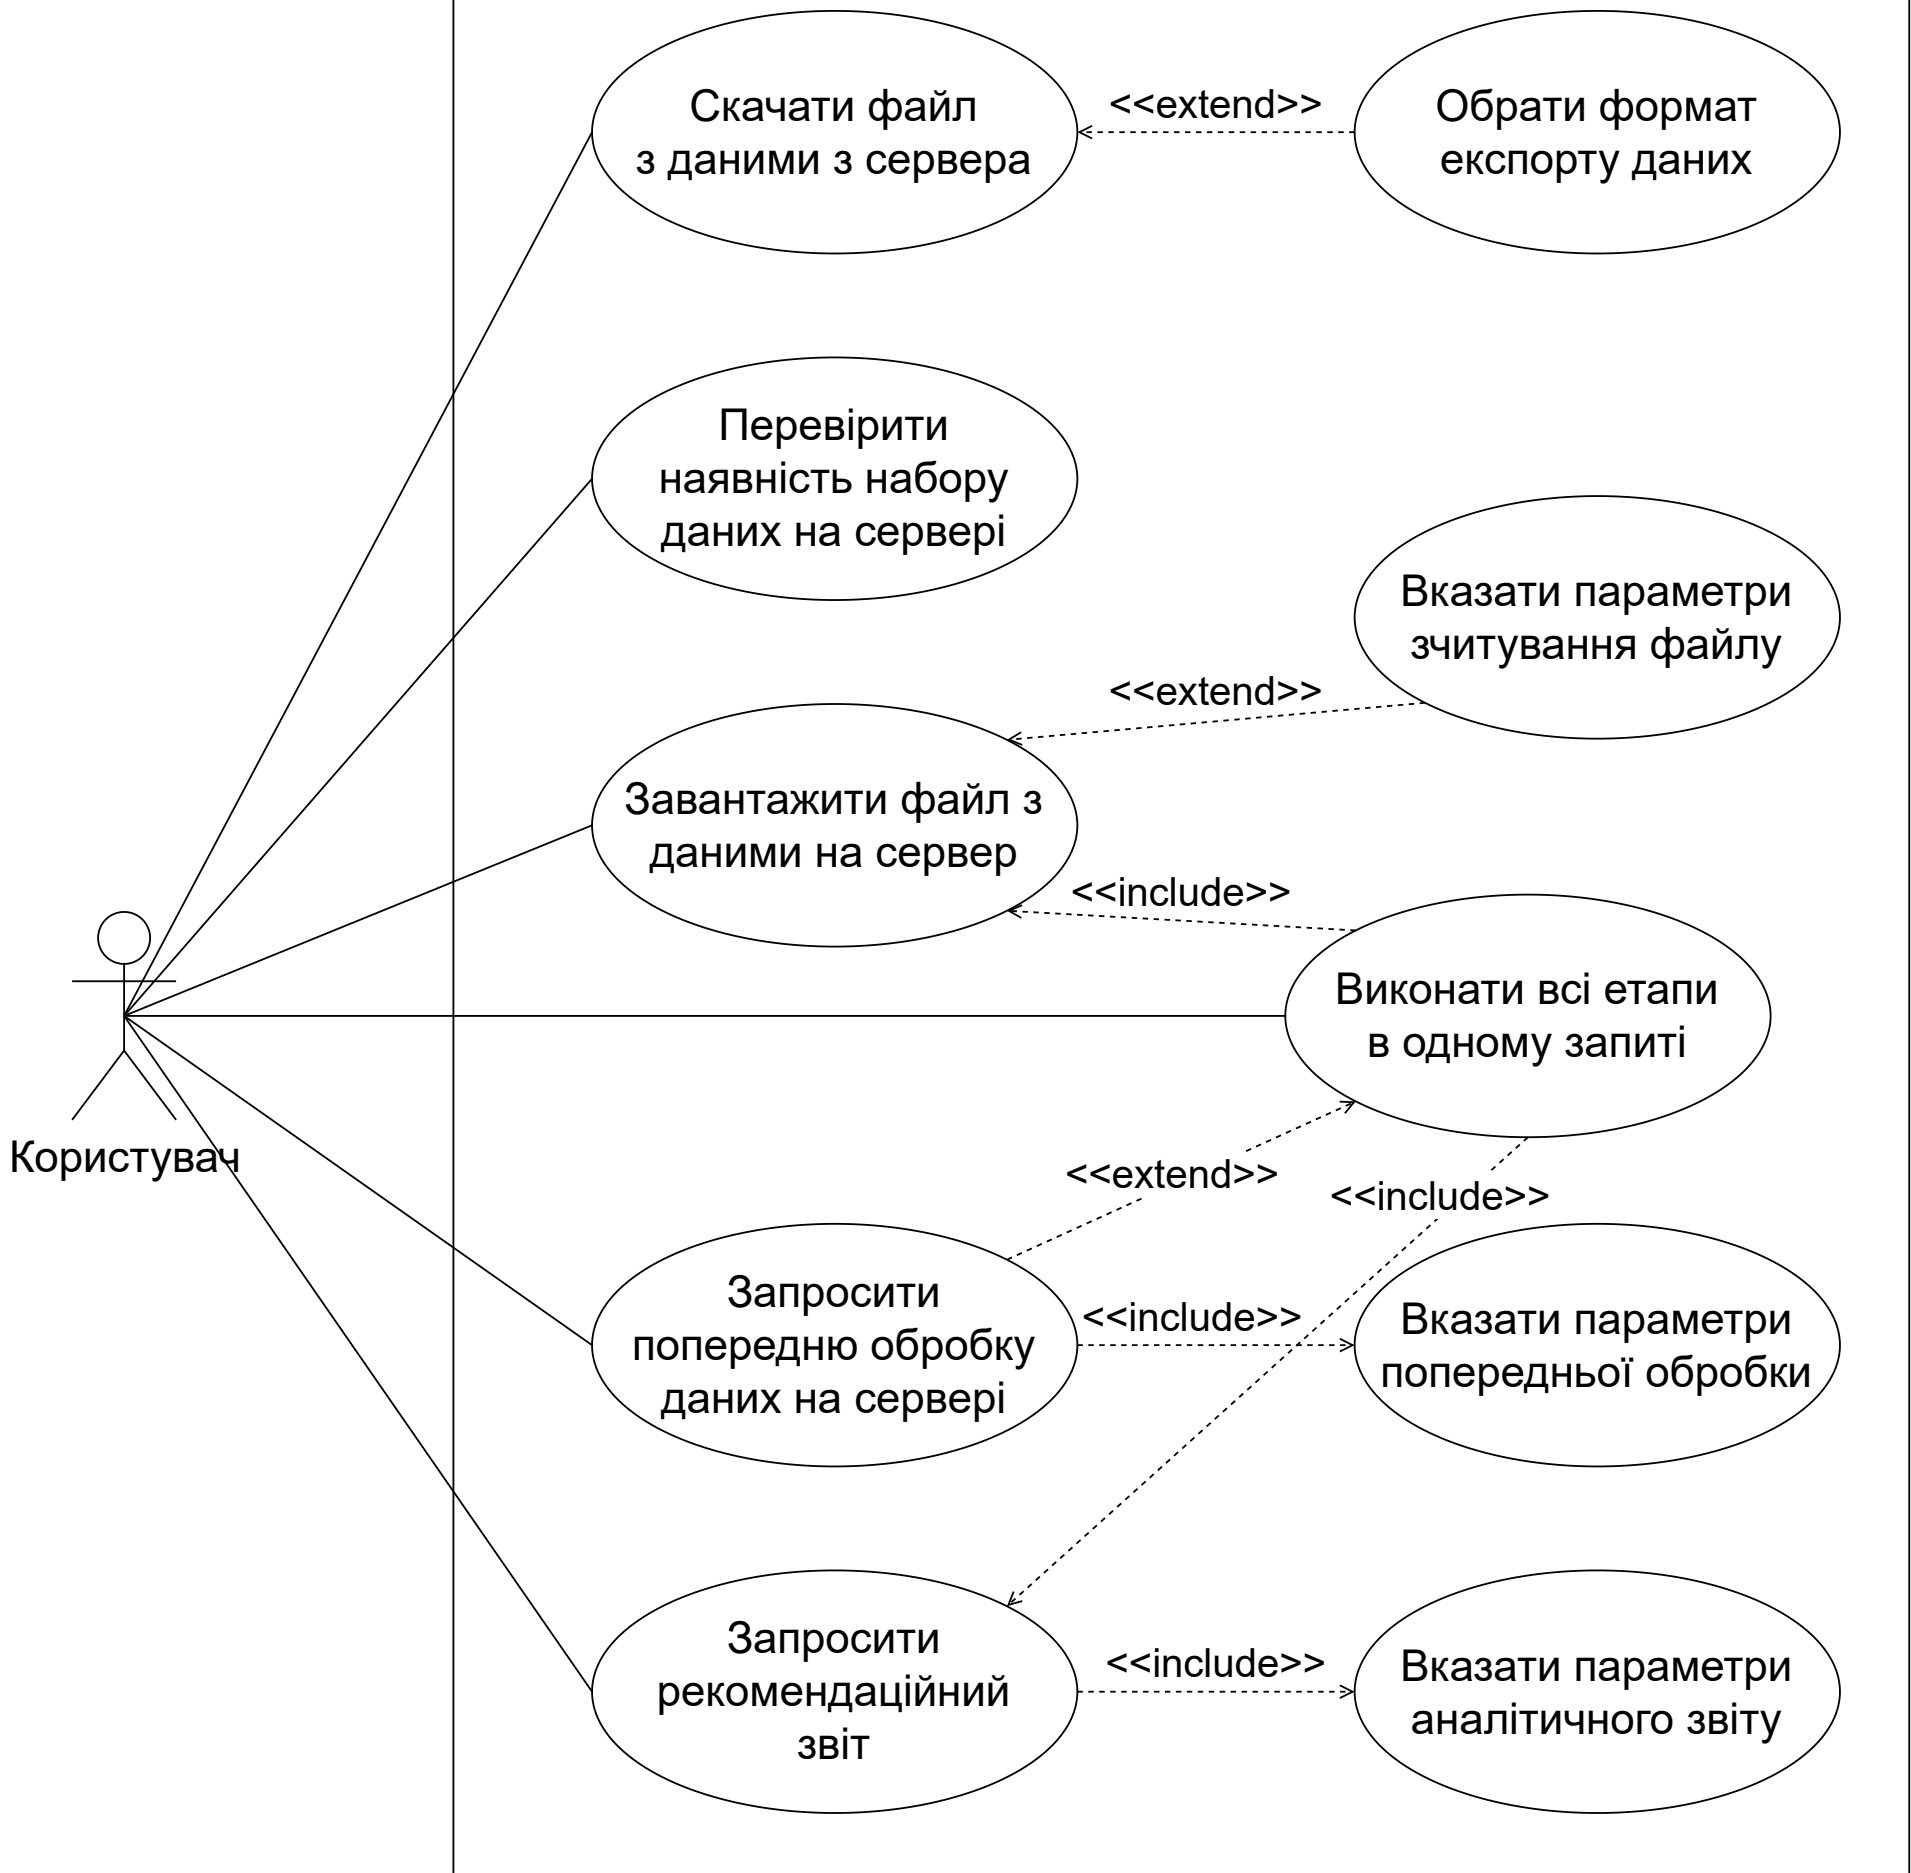 Скачати файл
з даними з сервера
<<extend>>
Обрати формат
експорту даних
Перевірити
наявність набору
даних на сервері
Вказати параметри
зчитування файлу
<<extend>>
Завантажити файл з
даними на сервер
<<include>>
Виконати всі етапи
в одному запиті
Користувач
<<extend>>
<<include>>
Запросити
попередню обробку
даних на сервері
<<include>>
Вказати параметри
попередньої обробки
Запросити
рекомендаційний
звіт
<<include>>
Вказати параметри
аналітичного звіту